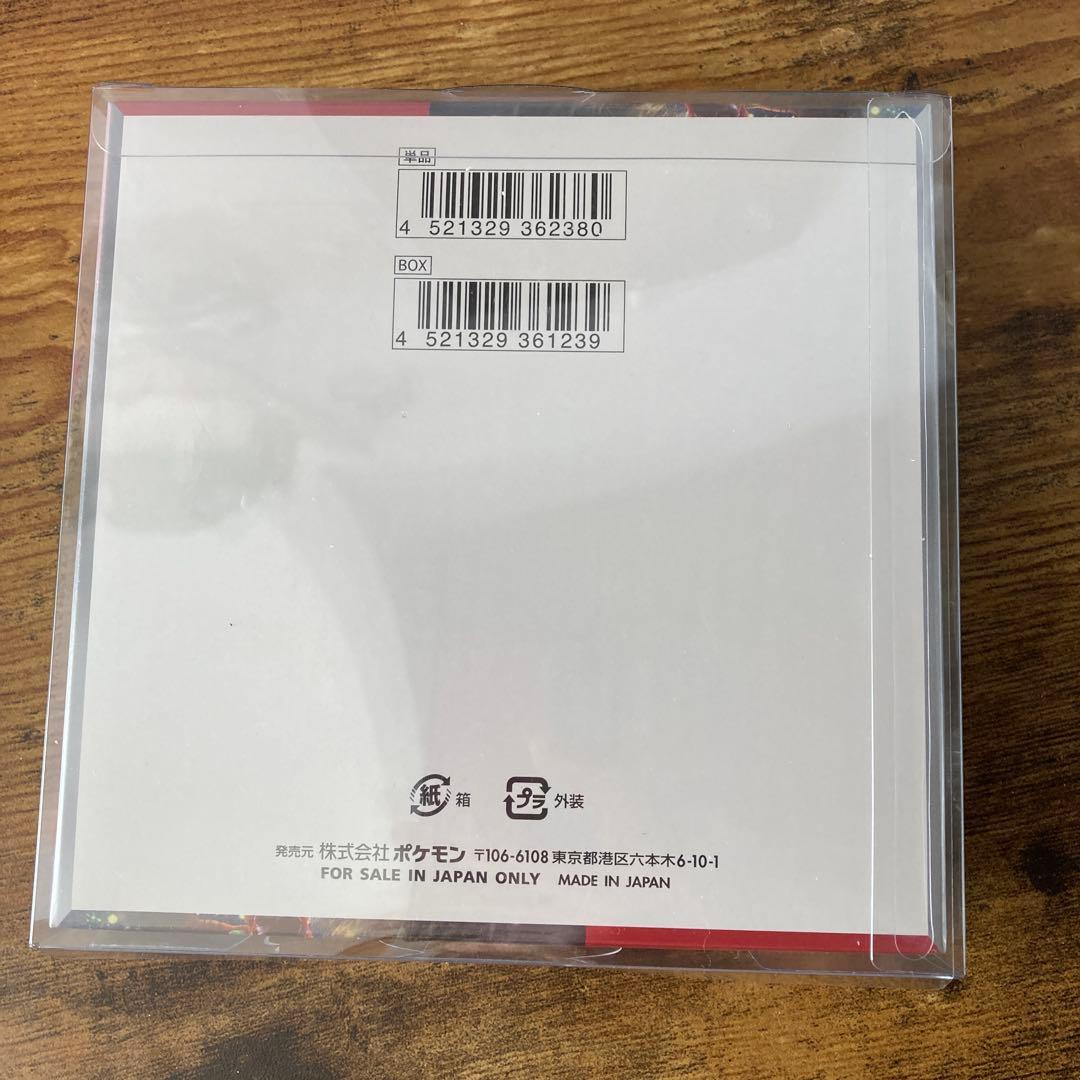 単品
4 521329 362380
BOX
4 521329 361239
紙 箱 プラ 外装
発売元 株式会社 ポケモン 〒106-6108 東京都港区六本木6-10-1
FOR SALE IN JAPAN ONLY MADE IN JAPAN